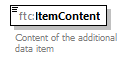 ftc:ItemContent
Content of the additional
data item